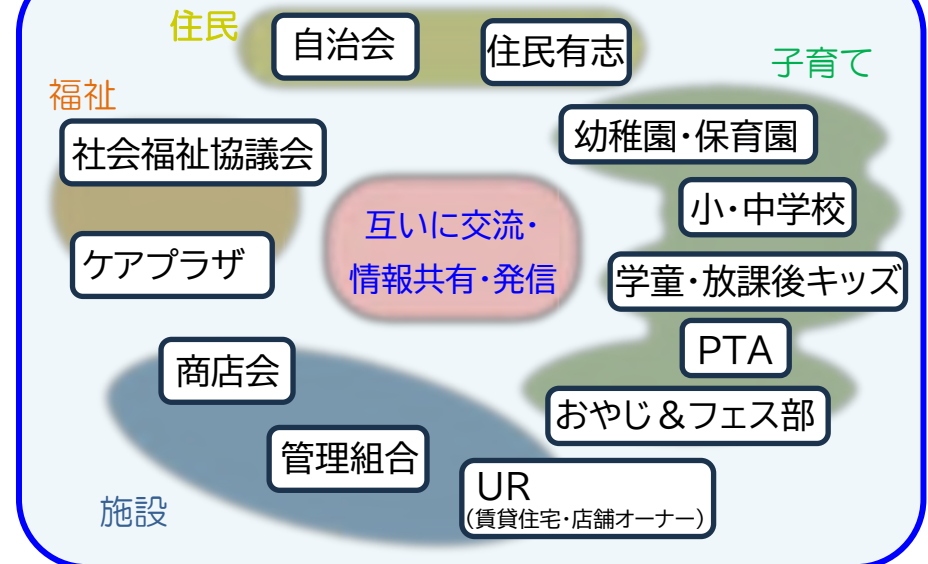 住民
自治会
住民有志
子育て
福祉
社会福祉協議会
幼稚園・保育園
小・中学校
互いに交流・
情報共有・発信
ケアプラザ
学童・放課後キッズ
PTA
商店会
おやじ＆フェス部
管理組合
UR
(賃貸住宅・店舗オーナー)
施設